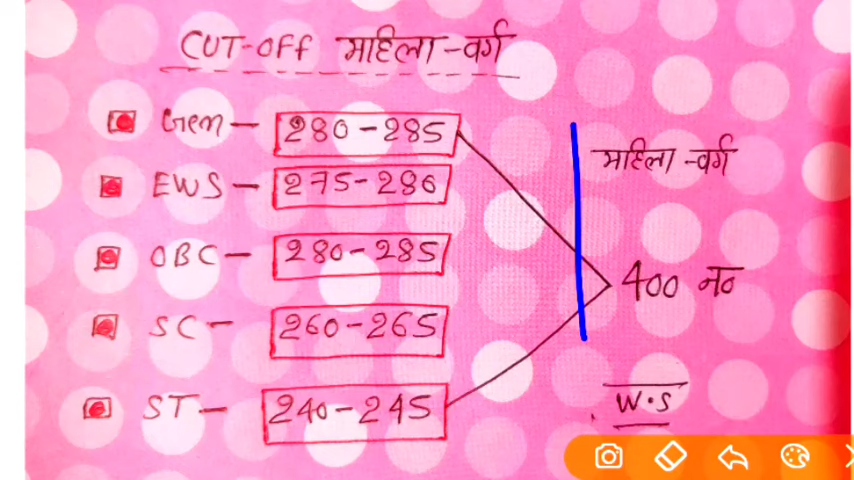 CUT-OFF महिला-वर्ग
Gen - 280-285
EWS - 275-280
OBC - 280-285
SC - 260-265
ST - 240-245
महिला-वर्ग
400 नं०
W.S